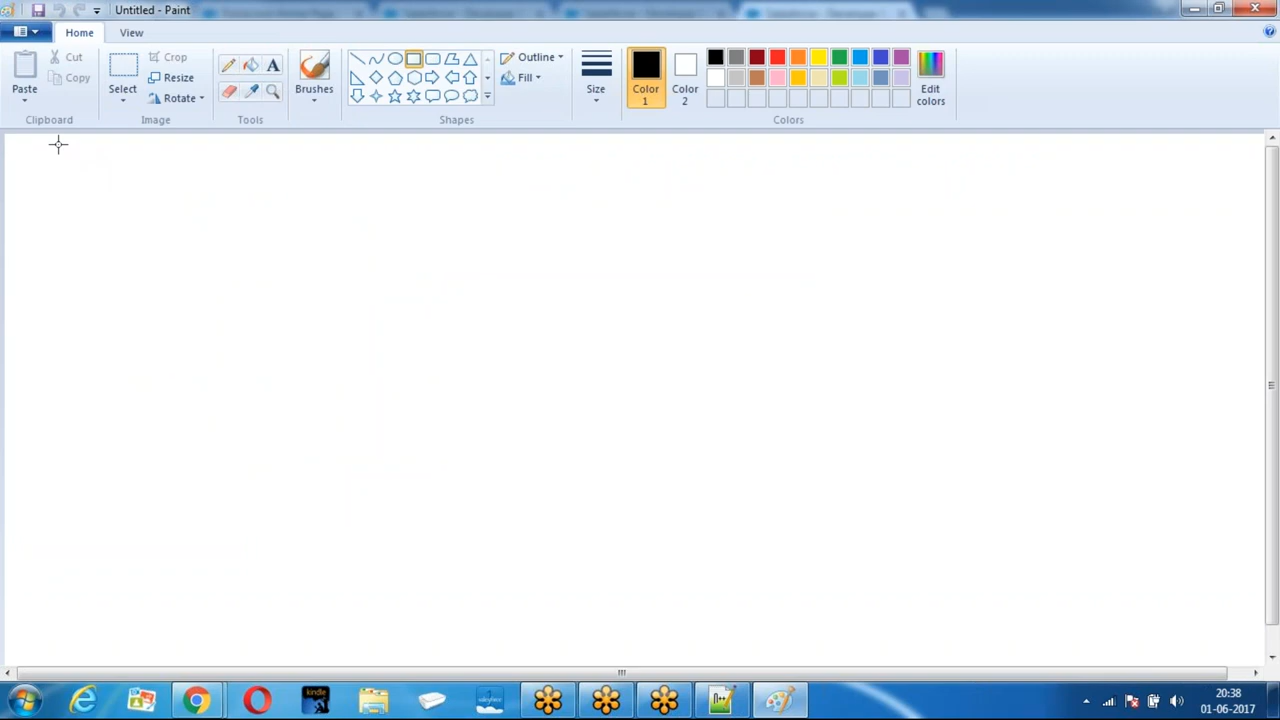 Untitled - Paint
Home
View
Paste
Cut
Copy
Clipboard
Select
Crop
Resize
Rotate
Image
A
Tools
Brushes
Outline
Fill
Shapes
Size
Color 1
Color 2
Edit colors
Colors
kindle
20:38
01-06-2017